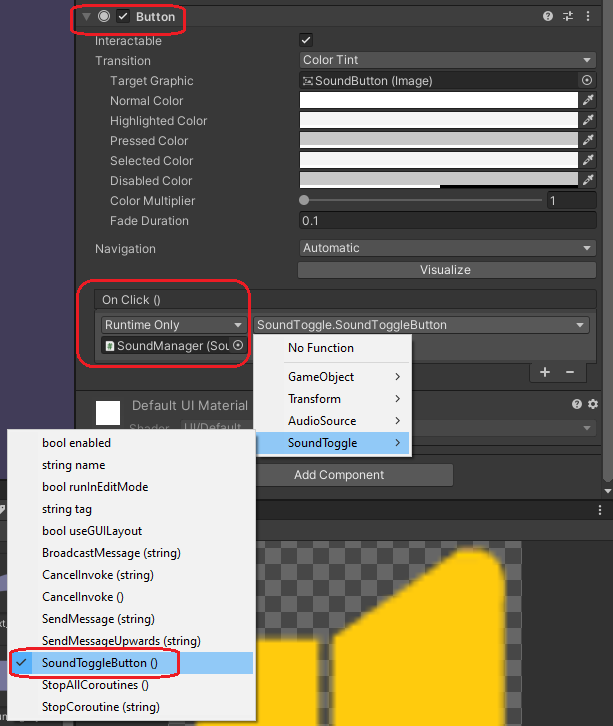 Button
Interactable
Transition
Color Tint
Target Graphic
SoundButton (Image)
Normal Color
Highlighted Color
Pressed Color
Selected Color
Disabled Color
Color Multiplier
1
Fade Duration
0.1
Navigation
Automatic
Visualize
On Click ()
Runtime Only
SoundToggle.SoundToggleButton
SoundManager (Sou
No Function
GameObject
Transform
AudioSource
SoundToggle
Default UI Material
Shader
UI/Default
Add Component
bool enabled
string name
bool runInEditMode
string tag
bool useGUILayout
BroadcastMessage (string)
CancelInvoke (string)
CancelInvoke ()
SendMessage (string)
SendMessageUpwards (string)
SoundToggleButton ()
StopAllCoroutines ()
StopCoroutine (string)